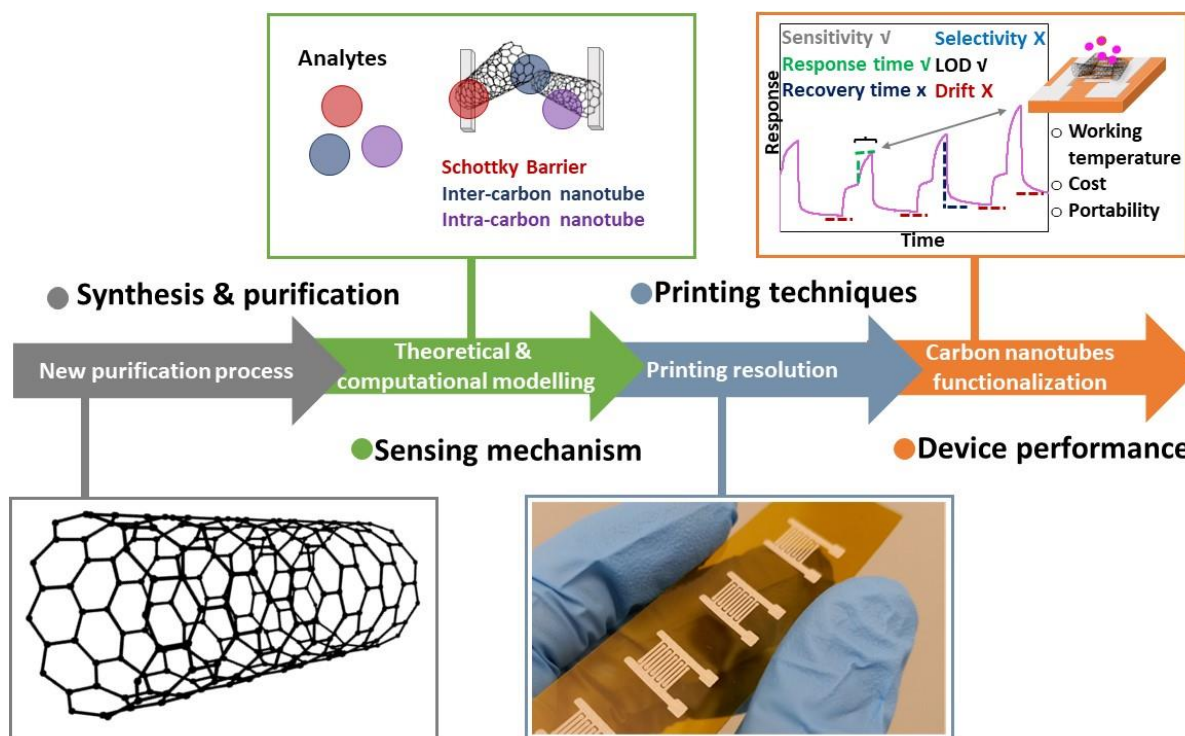 Analytes
Schottky Barrier
Inter-carbon nanotube
Intra-carbon nanotube
Sensitivity √
Selectivity X
Response time √
LOD √
Recovery time x
Drift X
Response
Time
○ Working
temperature
○ Cost
○ Portability
Synthesis & purification
Printing techniques
New purification process
Theoretical &
computational modelling
Printing resolution
Carbon nanotubes
functionalization
Sensing mechanism
Device performance